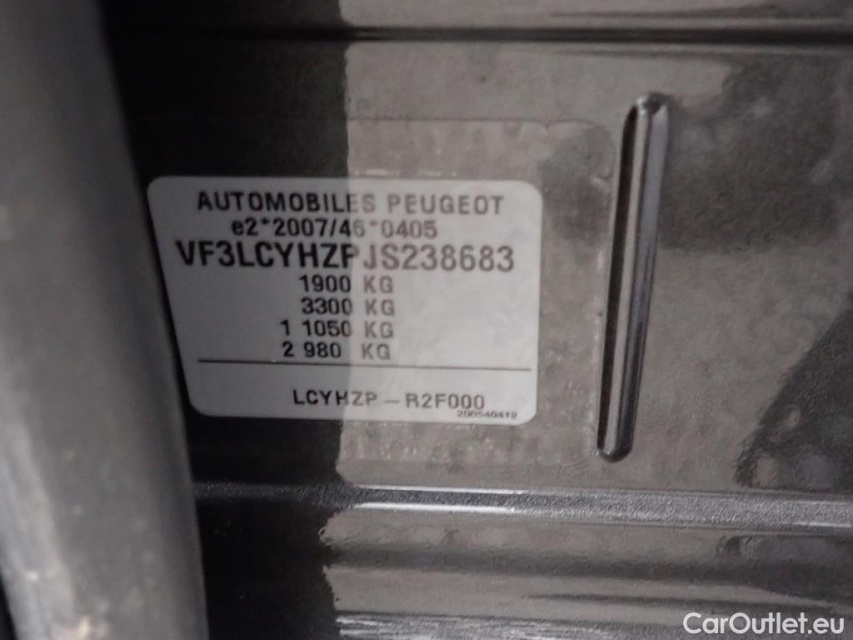 AUTOMOBILES PEUGEOT
e2*2007/46*0405
VF3LCYHZPJS238683
1900 KG
3300 KG
1 1050 KG
2 980 KG
LCYHZP - R2F000
200540412
CarOutlet.eu